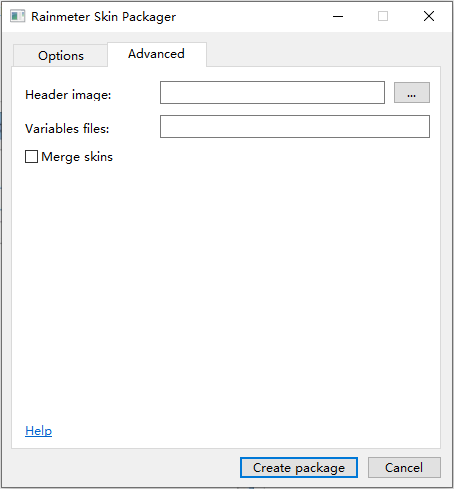 Rainmeter Skin Packager
Options
Advanced
Header image:
...
Variables files:
Merge skins
Help
Create package
Cancel